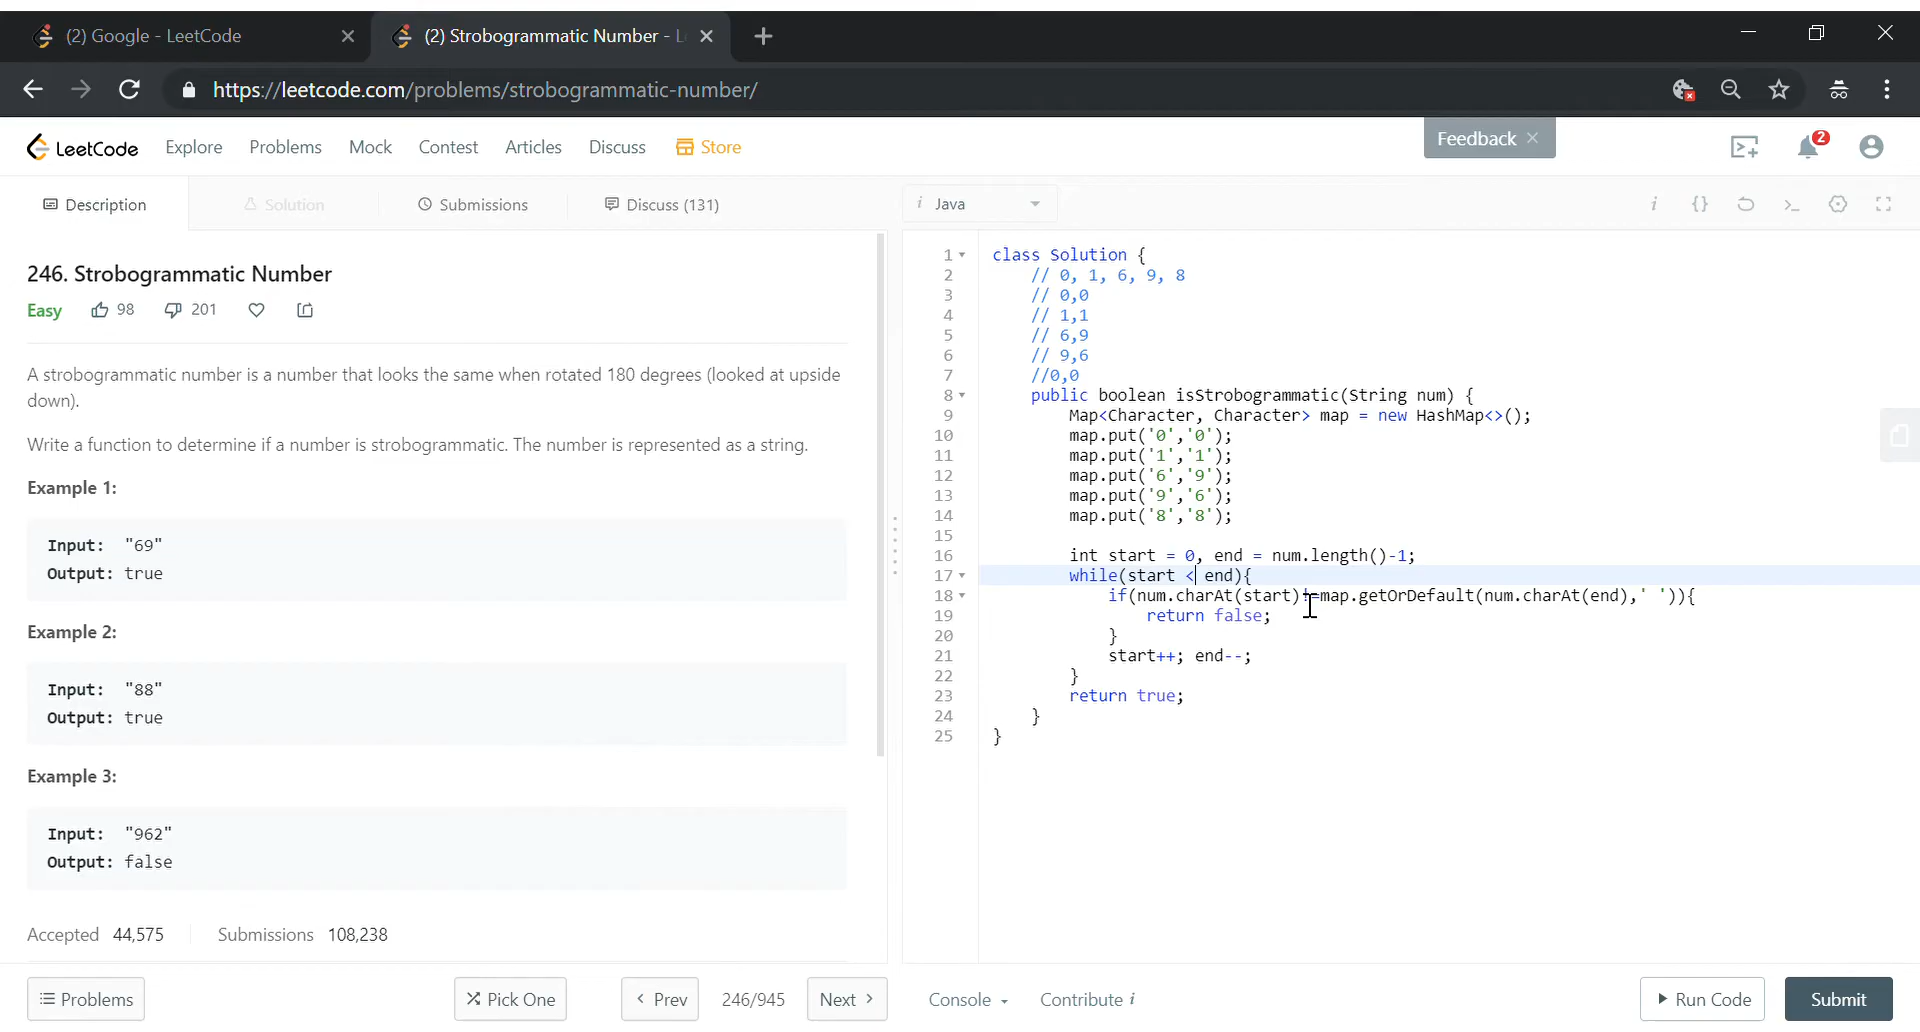 (2) Google - LeetCode
(2) Strobogrammatic Number - L
https://leetcode.com/problems/strobogrammatic-number/
LeetCode Explore Problems Mock Contest Articles Discuss Store
Feedback
2
Description Solution Submissions Discuss (131)
i Java
i {} >_
246. Strobogrammatic Number
Easy 98 201
A strobogrammatic number is a number that looks the same when rotated 180 degrees (looked at upside
down).
Write a function to determine if a number is strobogrammatic. The number is represented as a string.
Example 1:
Input: "69"
Output: true
Example 2:
Input: "88"
Output: true
Example 3:
Input: "962"
Output: false
Accepted 44,575 Submissions 108,238
1 class Solution {
2 // 0, 1, 6, 9, 8
3 // 0,0
4 // 1,1
5 // 6,9
6 // 9,6
7 //0,0
8 public boolean isStrobogrammatic(String num) {
9 Map<Character, Character> map = new HashMap<>();
10 map.put('0','0');
11 map.put('1','1');
12 map.put('6','9');
13 map.put('9','6');
14 map.put('8','8');
15
16 int start = 0, end = num.length()-1;
17 while(start < end){
18 if(num.charAt(start)!=map.getOrDefault(num.charAt(end),' ')){
19 return false;
20 }
21 start++; end--;
22 }
23 return true;
24 }
25 }
Problems Pick One < Prev 246/945 Next >
Console Contribute i
Run Code Submit